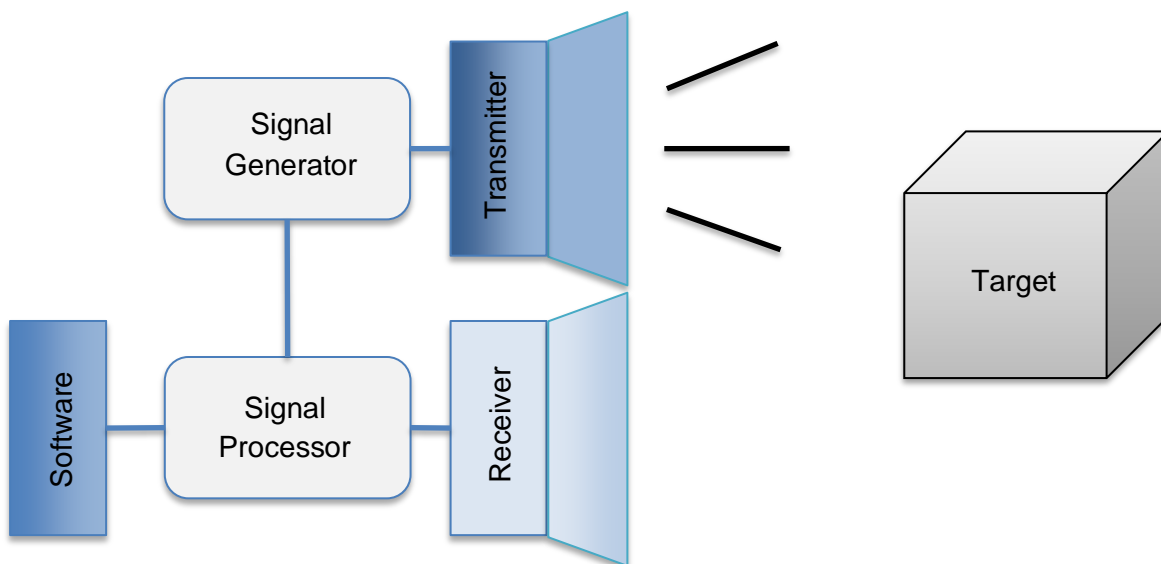 Signal
Generator
Transmitter
Target
Software
Signal
Processor
Receiver